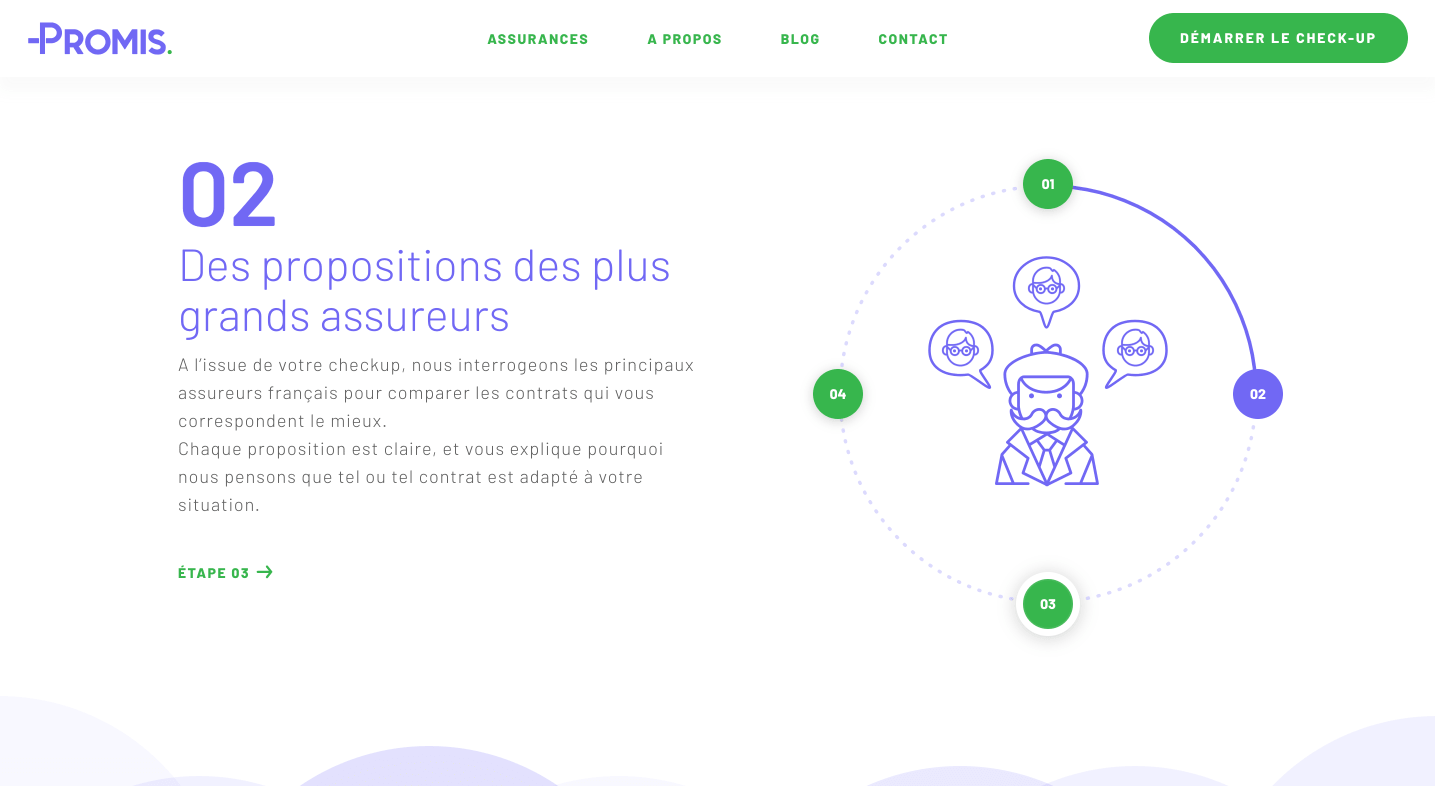 -PROMIS.
ASSURANCES
A PROPOS
BLOG
CONTACT
DÉMARRER LE CHECK-UP
02
Des propositions des plus
grands assureurs
A l’issue de votre checkup, nous interrogeons les principaux
assureurs français pour comparer les contrats qui vous
correspondent le mieux.
Chaque proposition est claire, et vous explique pourquoi
nous pensons que tel ou tel contrat est adapté à votre
situation.
ÉTAPE 03
01
02
03
04